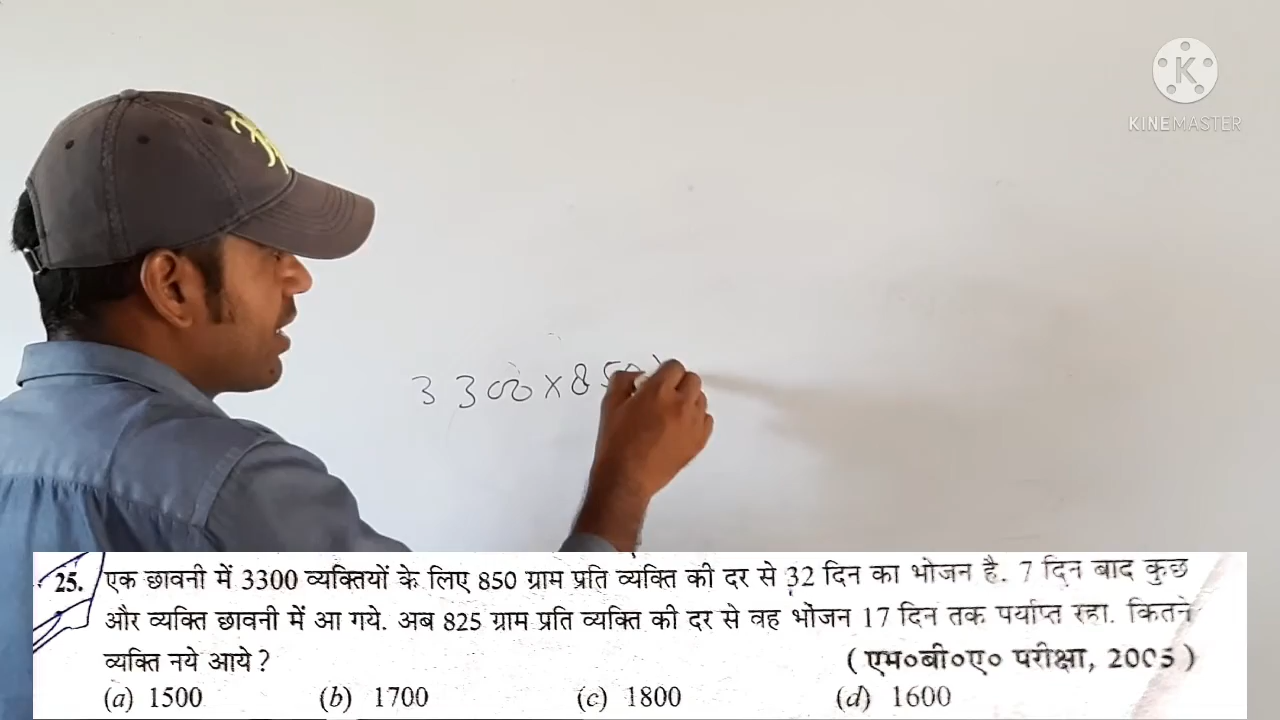 KINEMASTER
3300×850
25. एक छावनी में 3300 व्यक्तियों के लिए 850 ग्राम प्रति व्यक्ति की दर से 32 दिन का भोजन है. 7 दिन बाद कुछ
और व्यक्ति छावनी में आ गये. अब 825 ग्राम प्रति व्यक्ति की दर से वह भोजन 17 दिन तक पर्याप्त रहा. कितने
व्यक्ति नये आये ? (एम०बी०ए० परीक्षा, 2005)
(a) 1500 (b) 1700 (c) 1800 (d) 1600